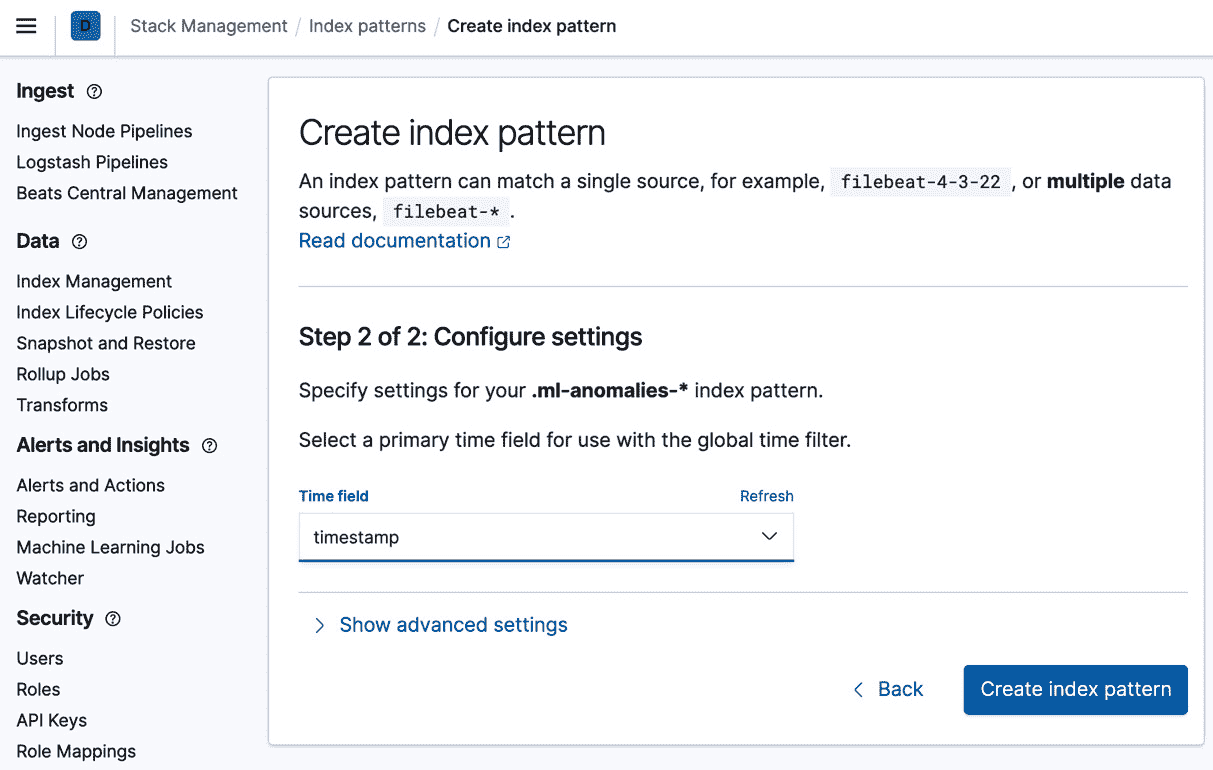 D Stack Management / Index patterns / Create index pattern
Ingest
Ingest Node Pipelines
Logstash Pipelines
Beats Central Management
Data
Index Management
Index Lifecycle Policies
Snapshot and Restore
Rollup Jobs
Transforms
Alerts and Insights
Alerts and Actions
Reporting
Machine Learning Jobs
Watcher
Security
Users
Roles
API Keys
Role Mappings
Create index pattern
An index pattern can match a single source, for example, filebeat-4-3-22 , or multiple data
sources, filebeat-* .
Read documentation
Step 2 of 2: Configure settings
Specify settings for your .ml-anomalies-* index pattern.
Select a primary time field for use with the global time filter.
Time field Refresh
timestamp
Show advanced settings
Back Create index pattern